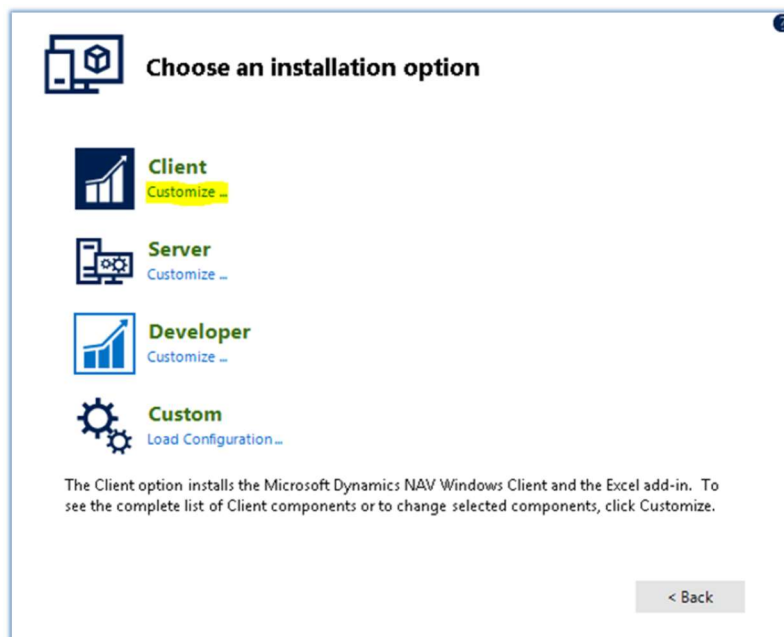 Choose an installation option
Client
Customize ...
Server
Customize ...
Developer
Customize ...
Custom
Load Configuration...
The Client option installs the Microsoft Dynamics NAV Windows Client and the Excel add-in. To
see the complete list of Client components or to change selected components, click Customize.
< Back